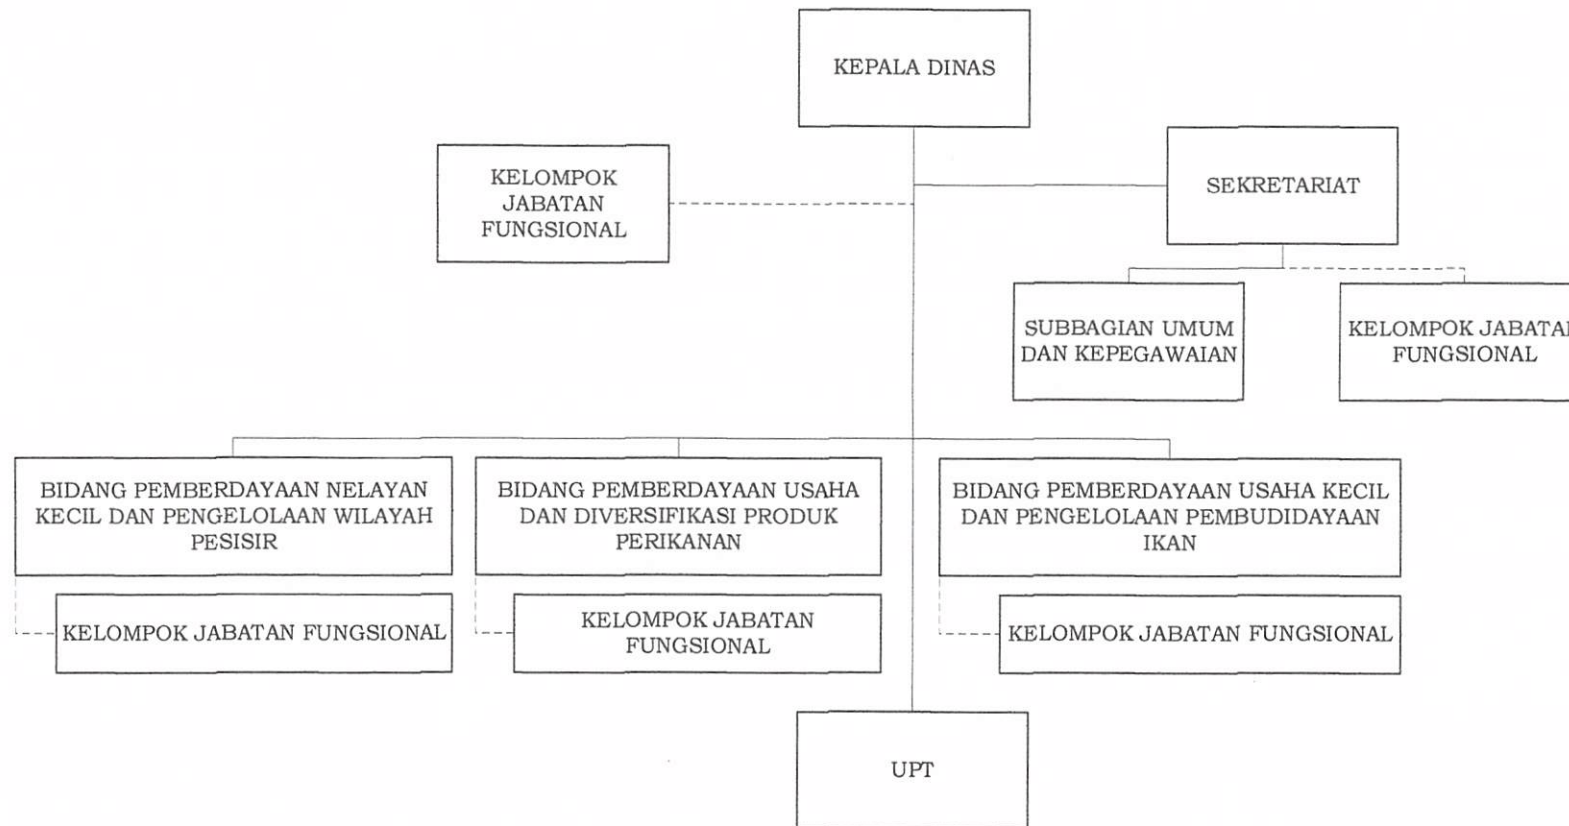 KEPALA DINAS
KELOMPOK
JABATAN
FUNGSIONAL
SEKRETARIAT
SUBBAGIAN UMUM
DAN KEPEGAWAIAN
KELOMPOK JABATAN
FUNGSIONAL
BIDANG PEMBERDAYAAN NELAYAN
KECIL DAN PENGELOLAAN WILAYAH
PESISIR
BIDANG PEMBERDAYAAN USAHA
DAN DIVERSIFIKASI PRODUK
PERIKANAN
BIDANG PEMBERDAYAAN USAHA KECIL
DAN PENGELOLAAN PEMBUDIDAYAAN
IKAN
KELOMPOK JABATAN FUNGSIONAL
KELOMPOK JABATAN
FUNGSIONAL
KELOMPOK JABATAN FUNGSIONAL
UPT